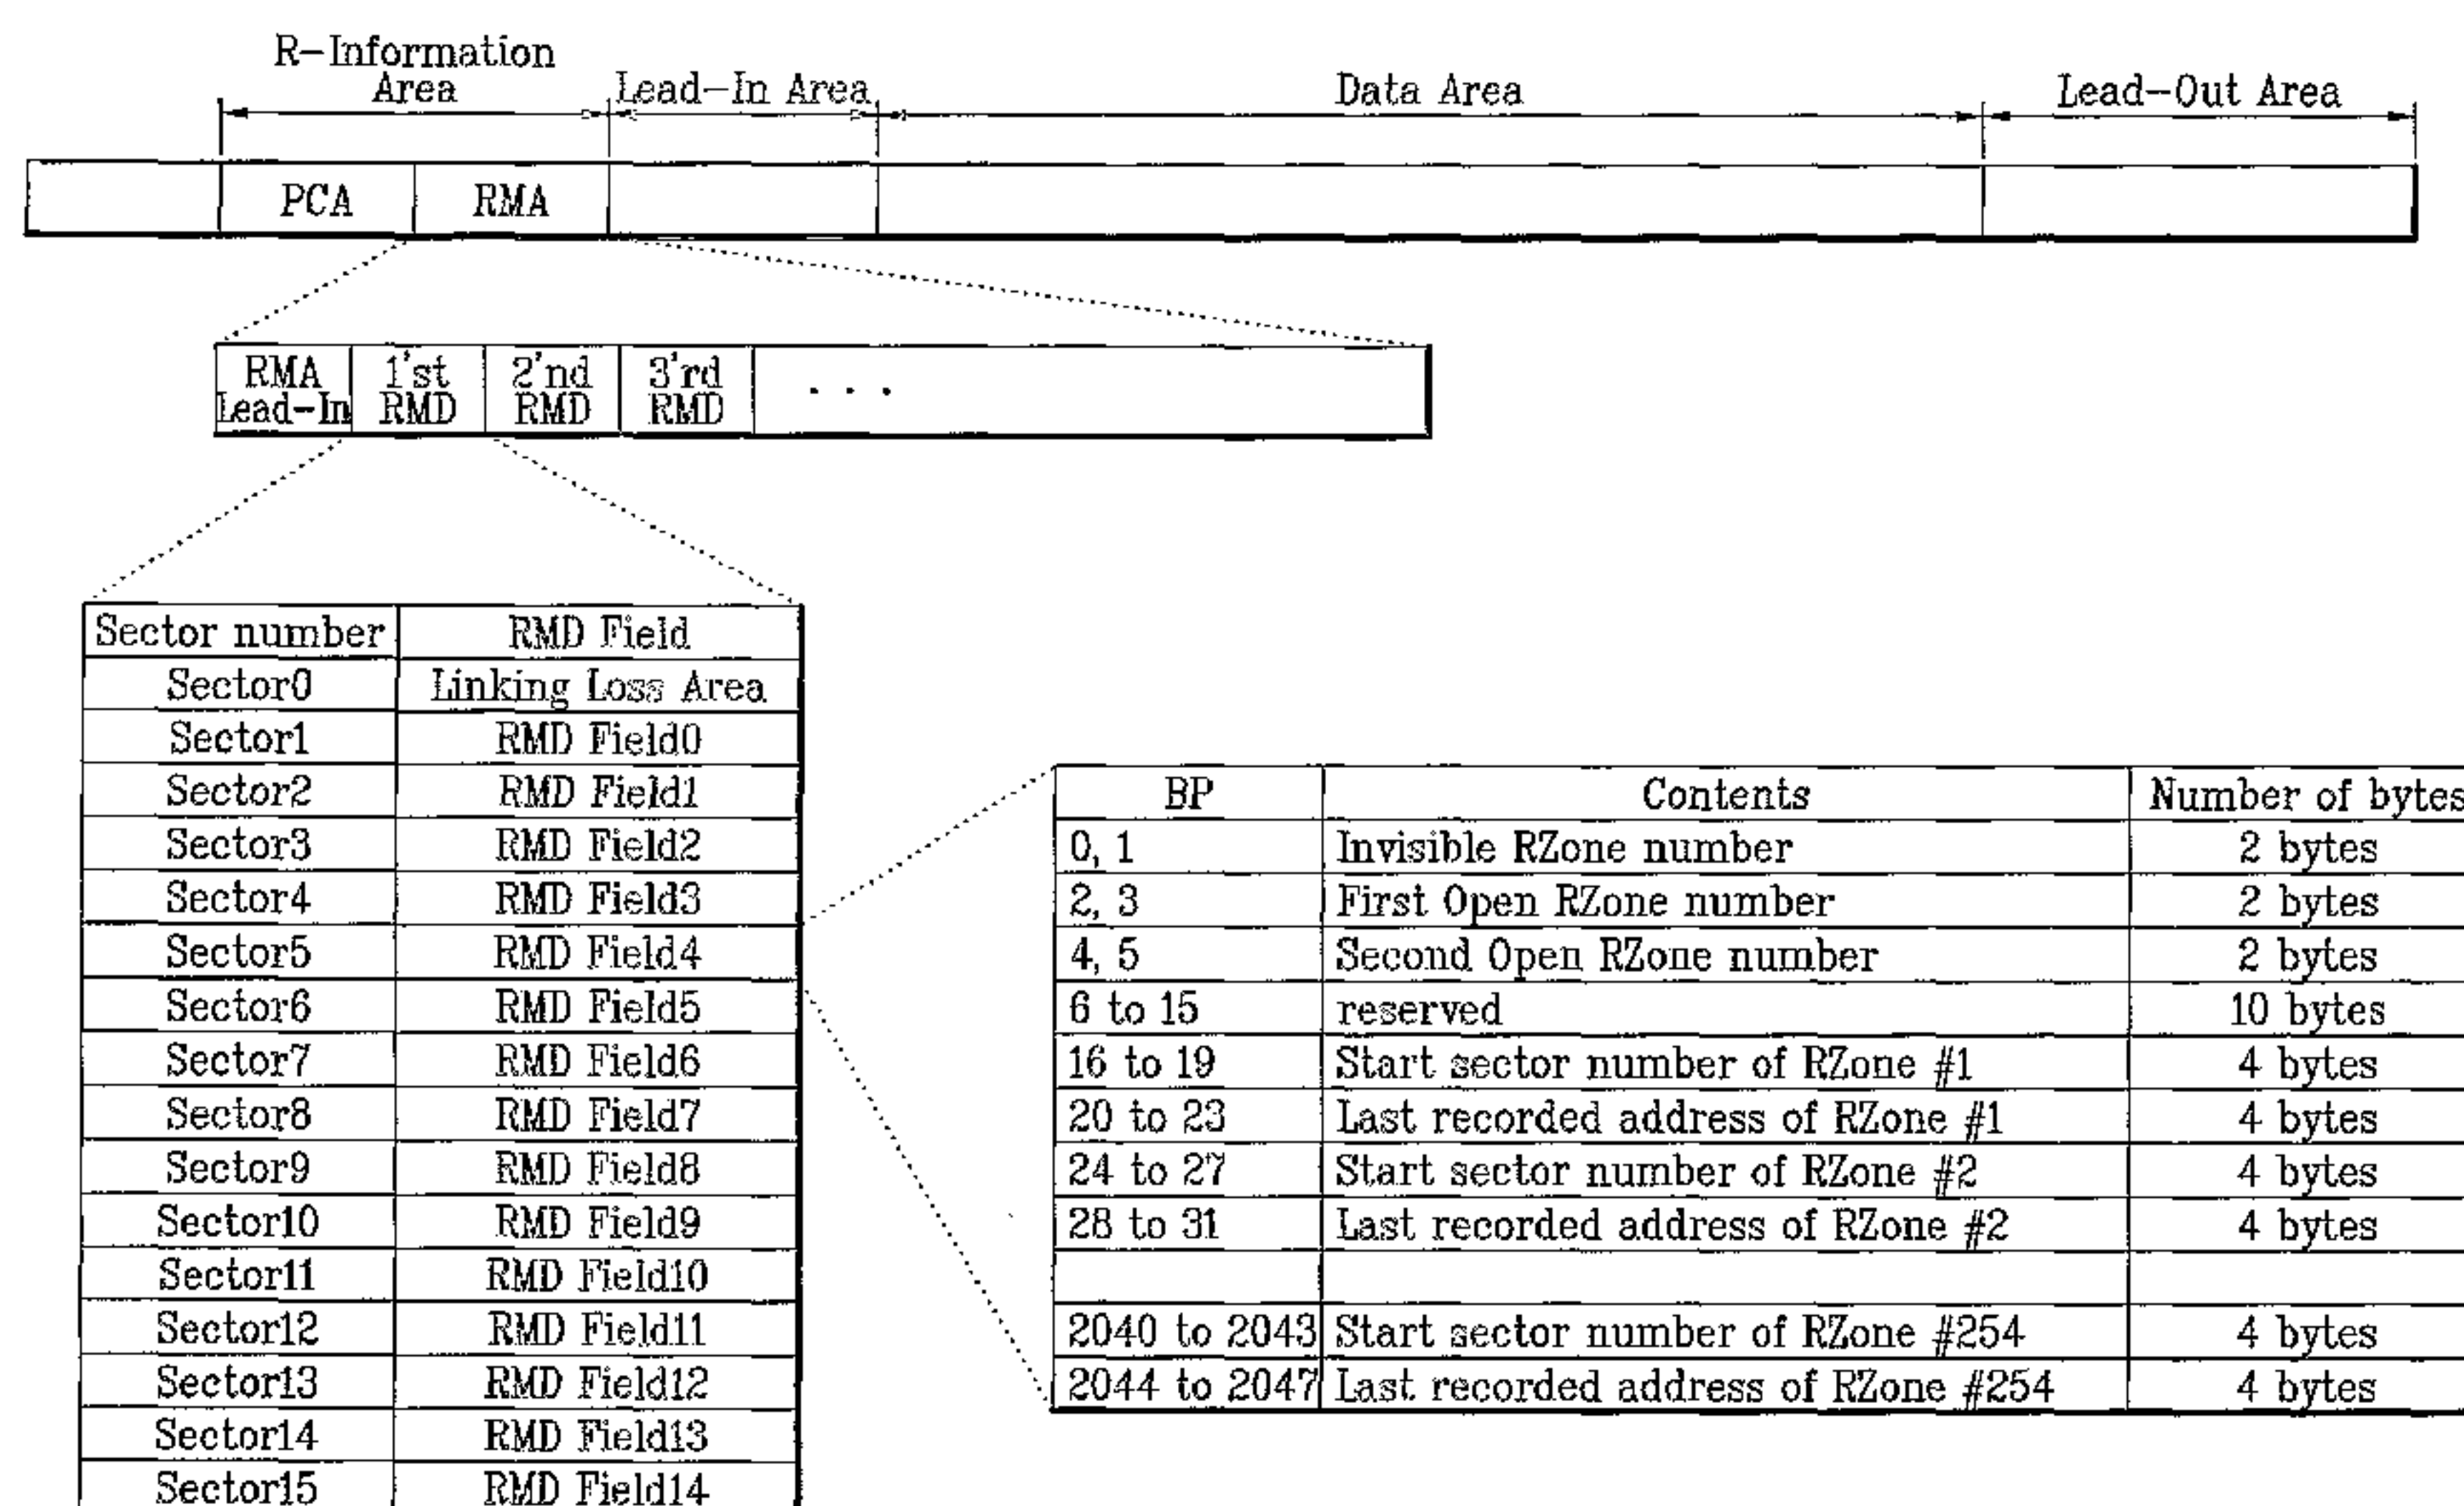 R-Information
Area
Lead-In Area
Data Area
Lead-Out Area
PCA
RMA
RMA
Lead-In
1'st
RMD
2'nd
RMD
3'rd
RMD
. . .
Sector number RMD Field
Sector0 Linking Loss Area
Sector1 RMD Field0
Sector2 RMD Field1
Sector3 RMD Field2
Sector4 RMD Field3
Sector5 RMD Field4
Sector6 RMD Field5
Sector7 RMD Field6
Sector8 RMD Field7
Sector9 RMD Field8
Sector10 RMD Field9
Sector11 RMD Field10
Sector12 RMD Field11
Sector13 RMD Field12
Sector14 RMD Field13
Sector15 RMD Field14
BP Contents Number of bytes
0, 1 Invisible RZone number 2 bytes
2, 3 First Open RZone number 2 bytes
4, 5 Second Open RZone number 2 bytes
6 to 15 reserved 10 bytes
16 to 19 Start sector number of RZone #1 4 bytes
20 to 23 Last recorded address of RZone #1 4 bytes
24 to 27 Start sector number of RZone #2 4 bytes
28 to 31 Last recorded address of RZone #2 4 bytes
2040 to 2043 Start sector number of RZone #254 4 bytes
2044 to 2047 Last recorded address of RZone #254 4 bytes